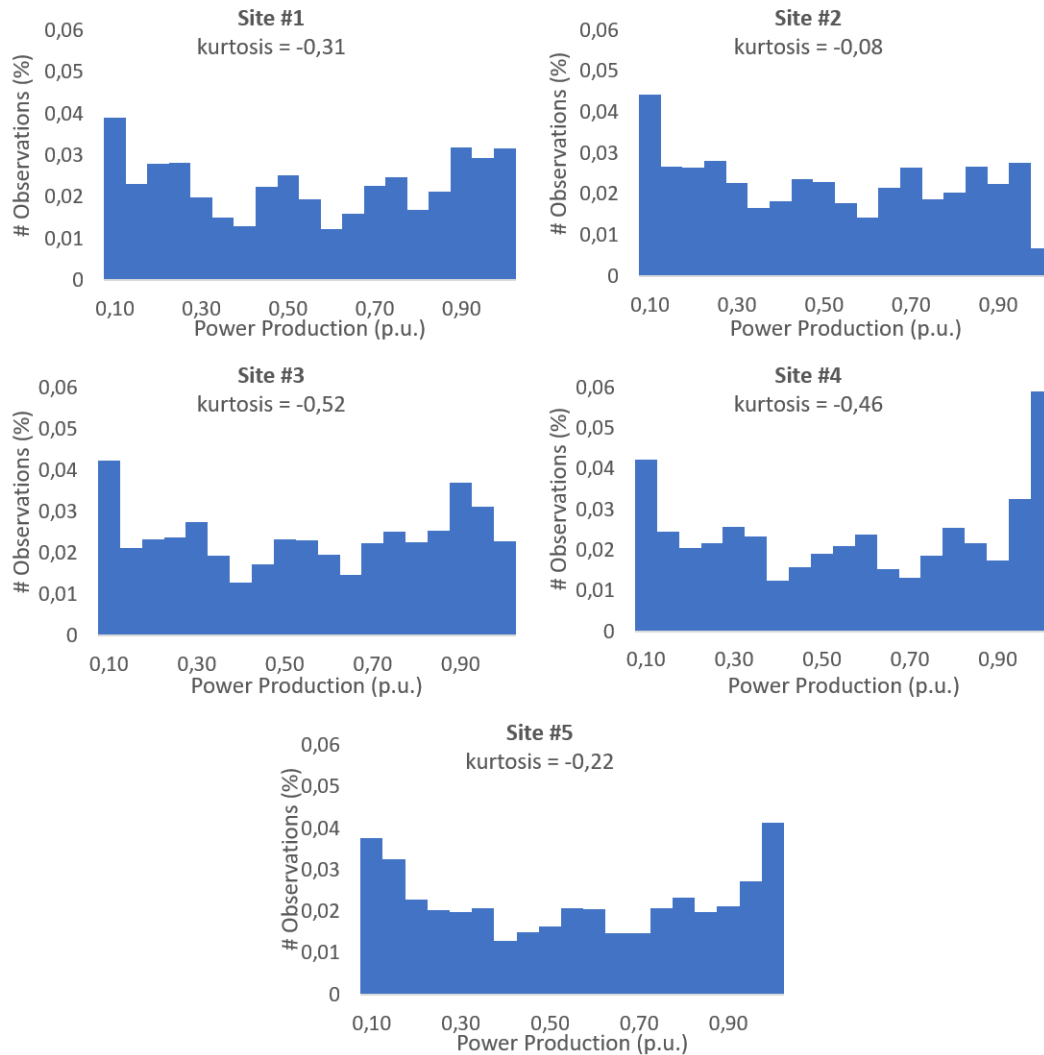 Site #1
kurtosis = -0,31
# Observations (%)
0,06
0,05
0,04
0,03
0,02
0,01
0
0,10 0,30 0,50 0,70 0,90
Power Production (p.u.)
Site #2
kurtosis = -0,08
# Observations (%)
0,06
0,05
0,04
0,03
0,02
0,01
0
0,10 0,30 0,50 0,70 0,90
Power Production (p.u.)
Site #3
kurtosis = -0,52
# Observations (%)
0,06
0,05
0,04
0,03
0,02
0,01
0
0,10 0,30 0,50 0,70 0,90
Power Production (p.u.)
Site #4
kurtosis = -0,46
# Observations (%)
0,06
0,05
0,04
0,03
0,02
0,01
0
0,10 0,30 0,50 0,70 0,90
Power Production (p.u.)
Site #5
kurtosis = -0,22
# Observations (%)
0,06
0,05
0,04
0,03
0,02
0,01
0
0,10 0,30 0,50 0,70 0,90
Power Production (p.u.)